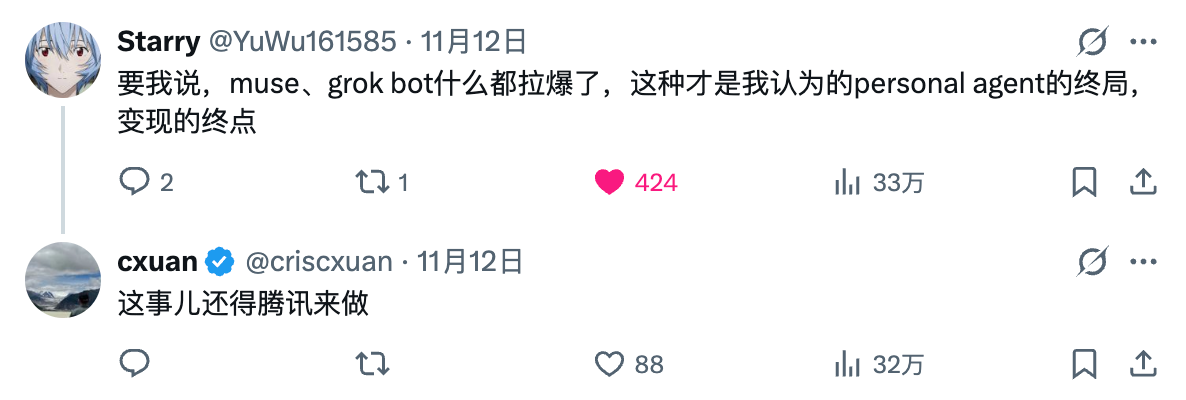 Starry @YuWu161585 · 11月12日
要我说，muse、grok bot什么都拉爆了，这种才是我认为的personal agent的终局，
变现的终点
2 1 424 33万
cxuan @criscxuan · 11月12日
这事儿还得腾讯来做
88 32万